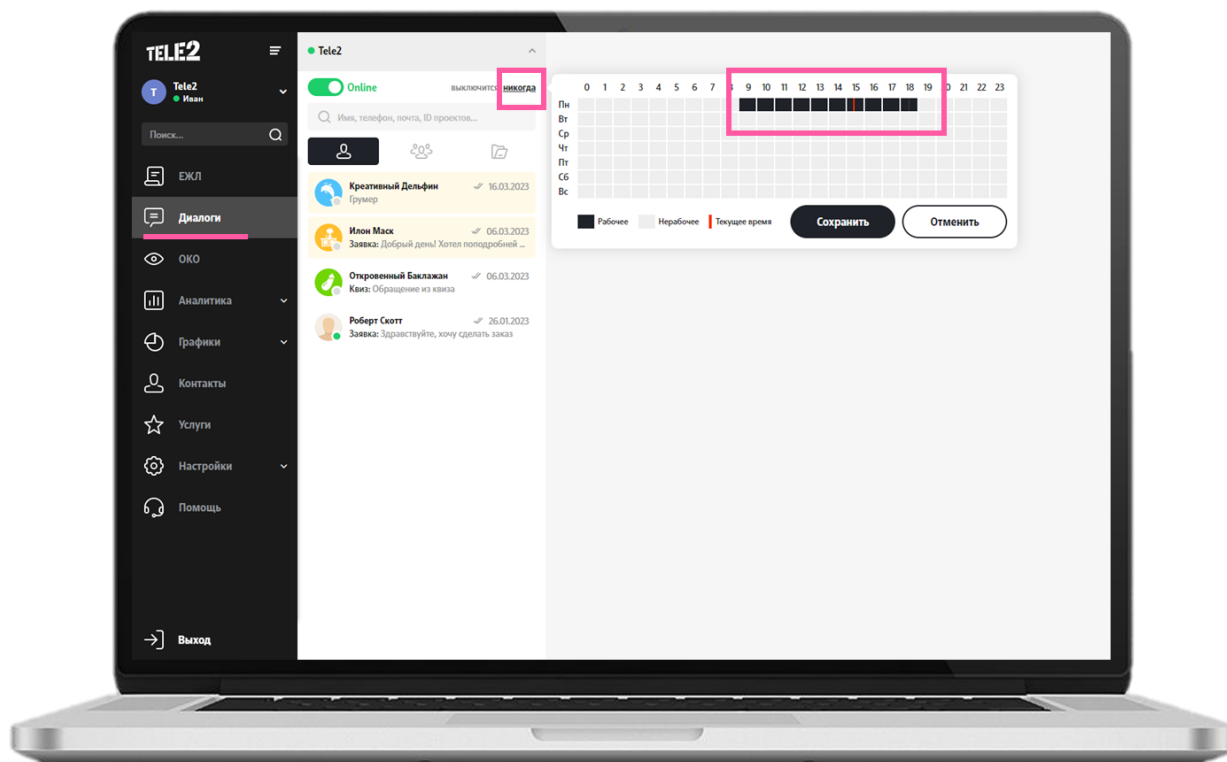 TELE2
Т
Tele2
Иван
Поиск...
ЕЖЛ
Диалоги
ОКО
Аналитика
Графики
Контакты
Услуги
Настройки
Помощь
Выход
Tele2
Online выключится никогда
Имя, телефон, почта, ID проектов...
Креативный Дельфин 16.03.2023
Грумер
Илон Маск 06.03.2023
Заявка: Добрый день! Хотел поподробней ...
Откровенный Баклажан 06.03.2023
Квиз: Обращение из квиза
Роберт Скотт 26.01.2023
Заявка: Здравствуйте, хочу сделать заказ
0 1 2 3 4 5 6 7 9 10 11 12 13 14 15 16 17 18 19 21 22 23
Пн
Вт
Ср
Чт
Пт
Сб
Вс
Рабочее Нерабочее Текущее время Сохранить Отменить